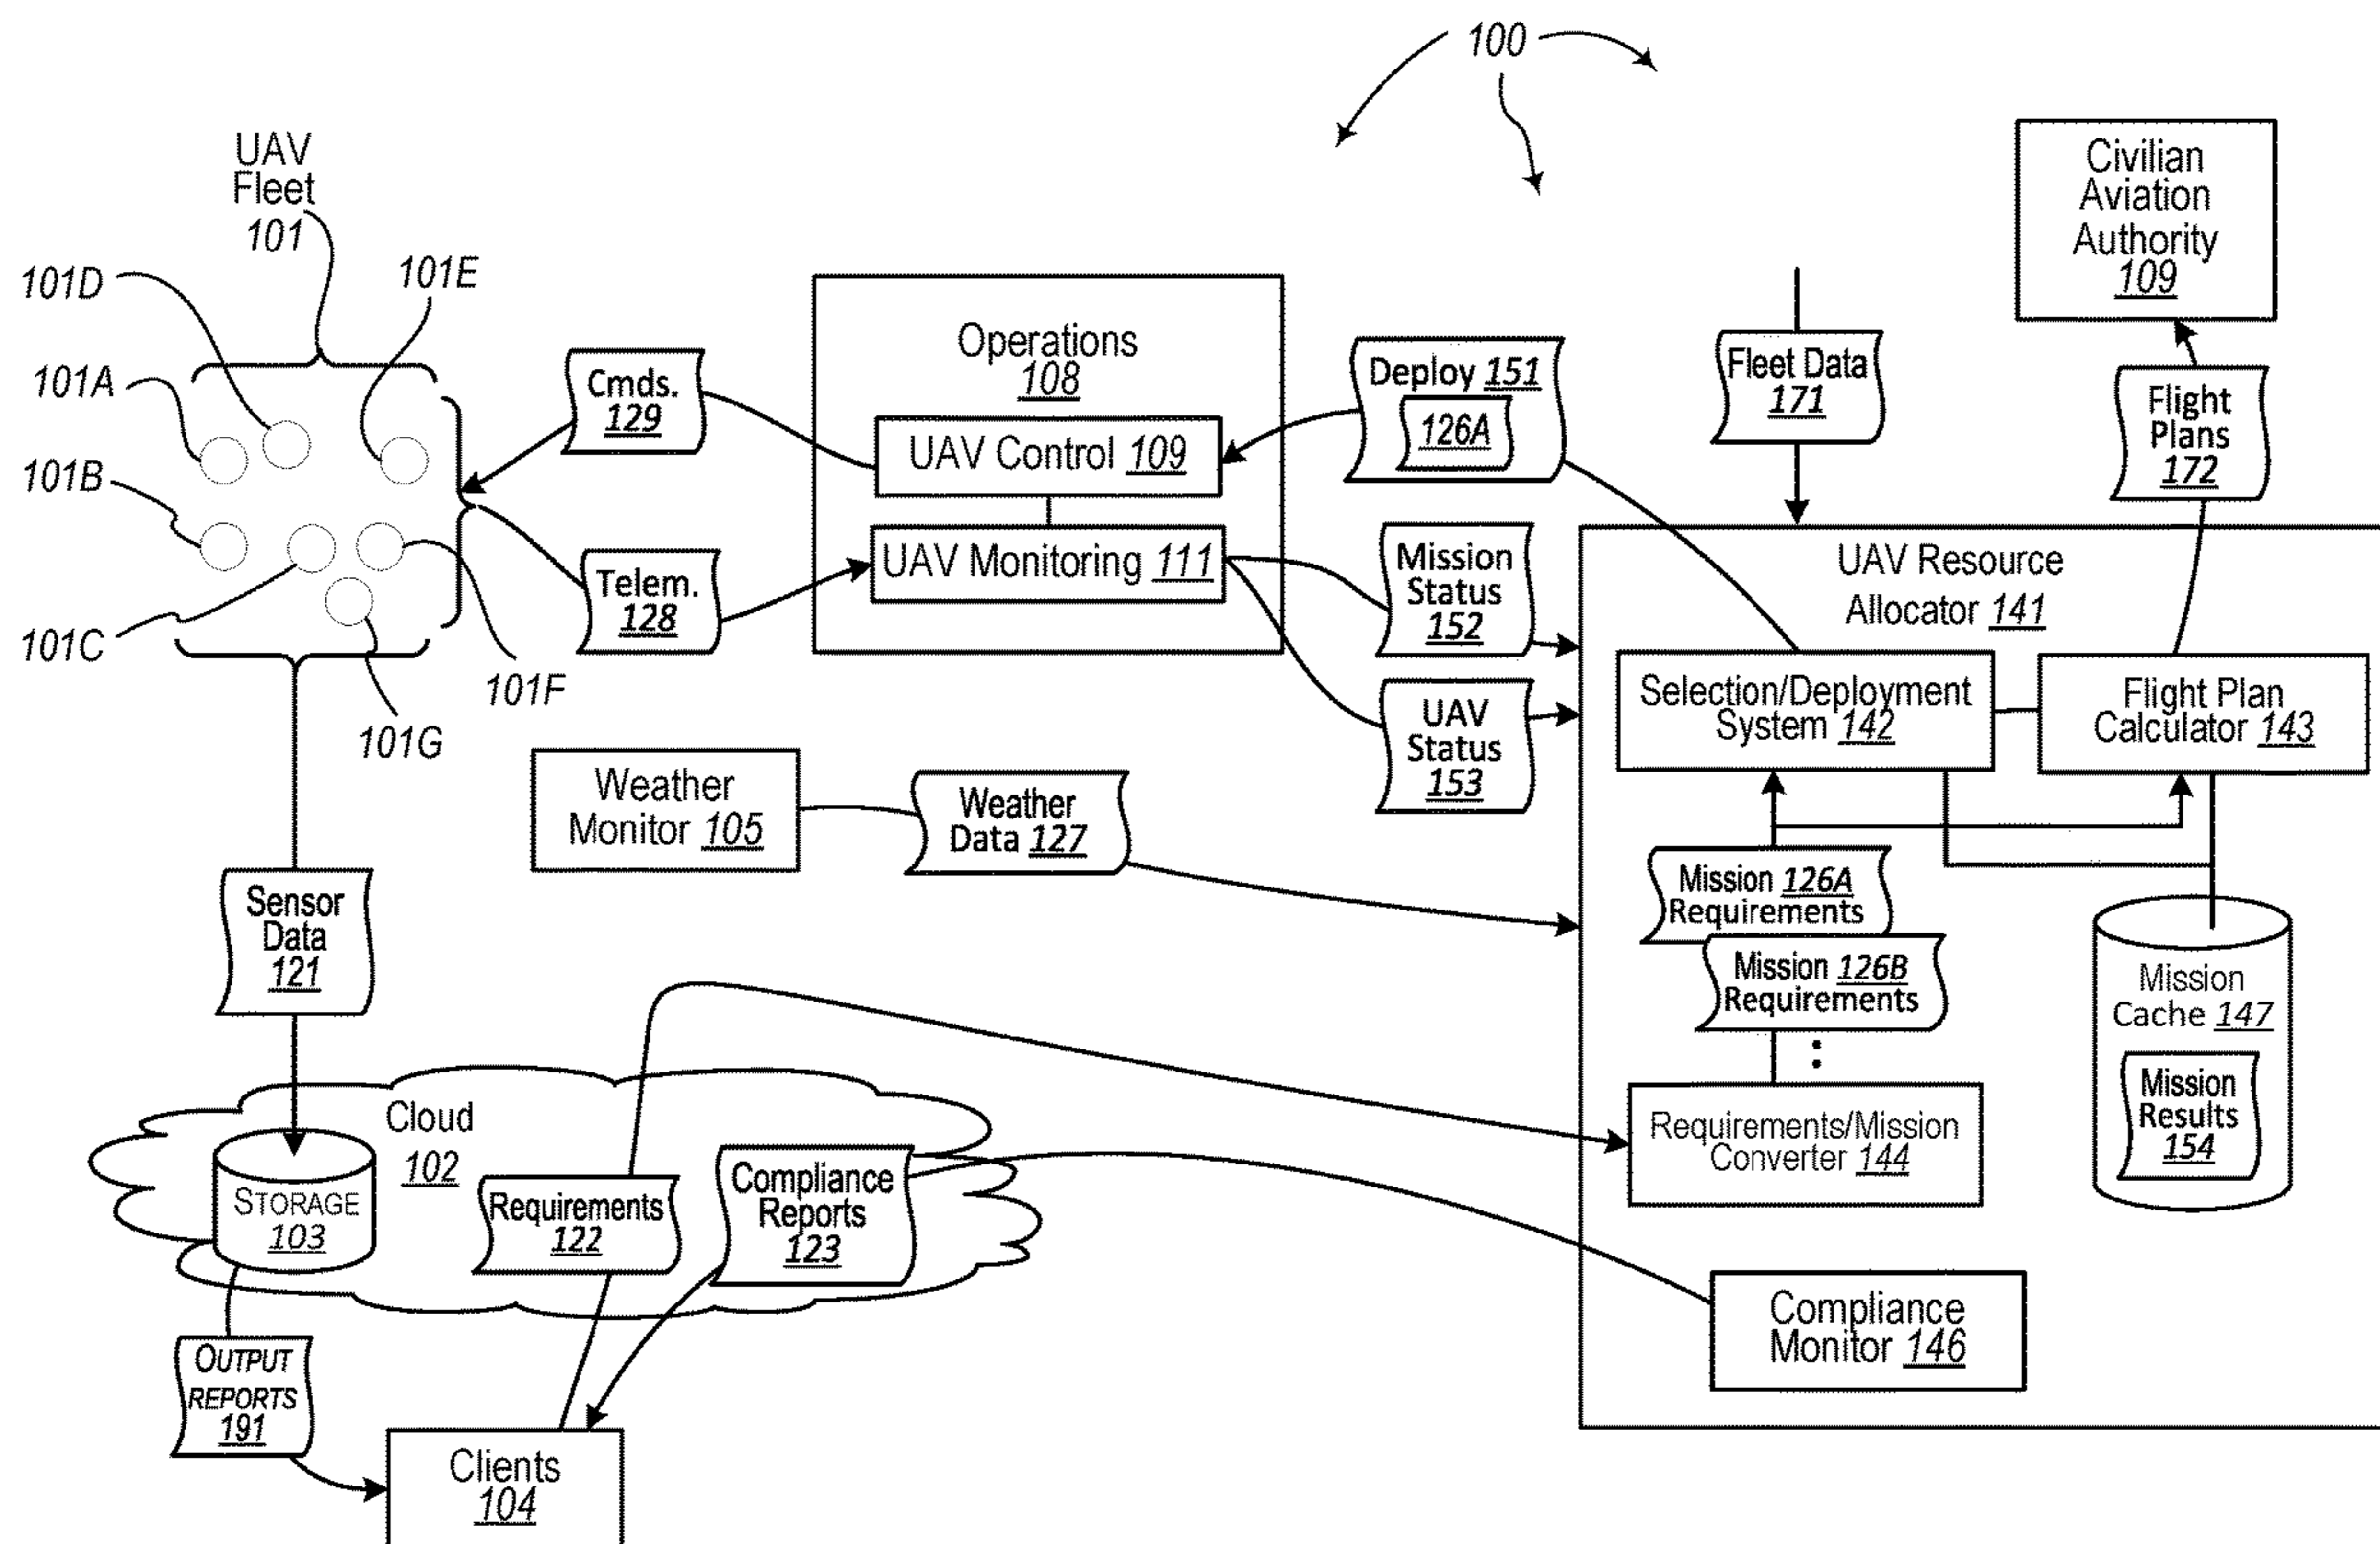 100
UAV
Fleet
101
101D
101E
101A
101B
101C
101F
101G
Cmds.
129
Telem.
128
Operations
108
UAV Control 109
UAV Monitoring 111
Deploy 151
126A
Mission
Status
152
UAV
Status
153
Fleet Data
171
Civilian
Aviation
Authority
109
Flight
Plans
172
UAV Resource
Allocator 141
Selection/Deployment
System 142
Flight Plan
Calculator 143
Weather
Monitor 105
Weather
Data 127
Mission 126A
Requirements
Mission 126B
Requirements
:
Mission
Cache 147
Mission
Results
154
Requirements/Mission
Converter 144
Compliance
Monitor 146
Sensor
Data
121
Cloud
102
STORAGE
103
Requirements
122
Compliance
Reports
123
OUTPUT
REPORTS
191
Clients
104